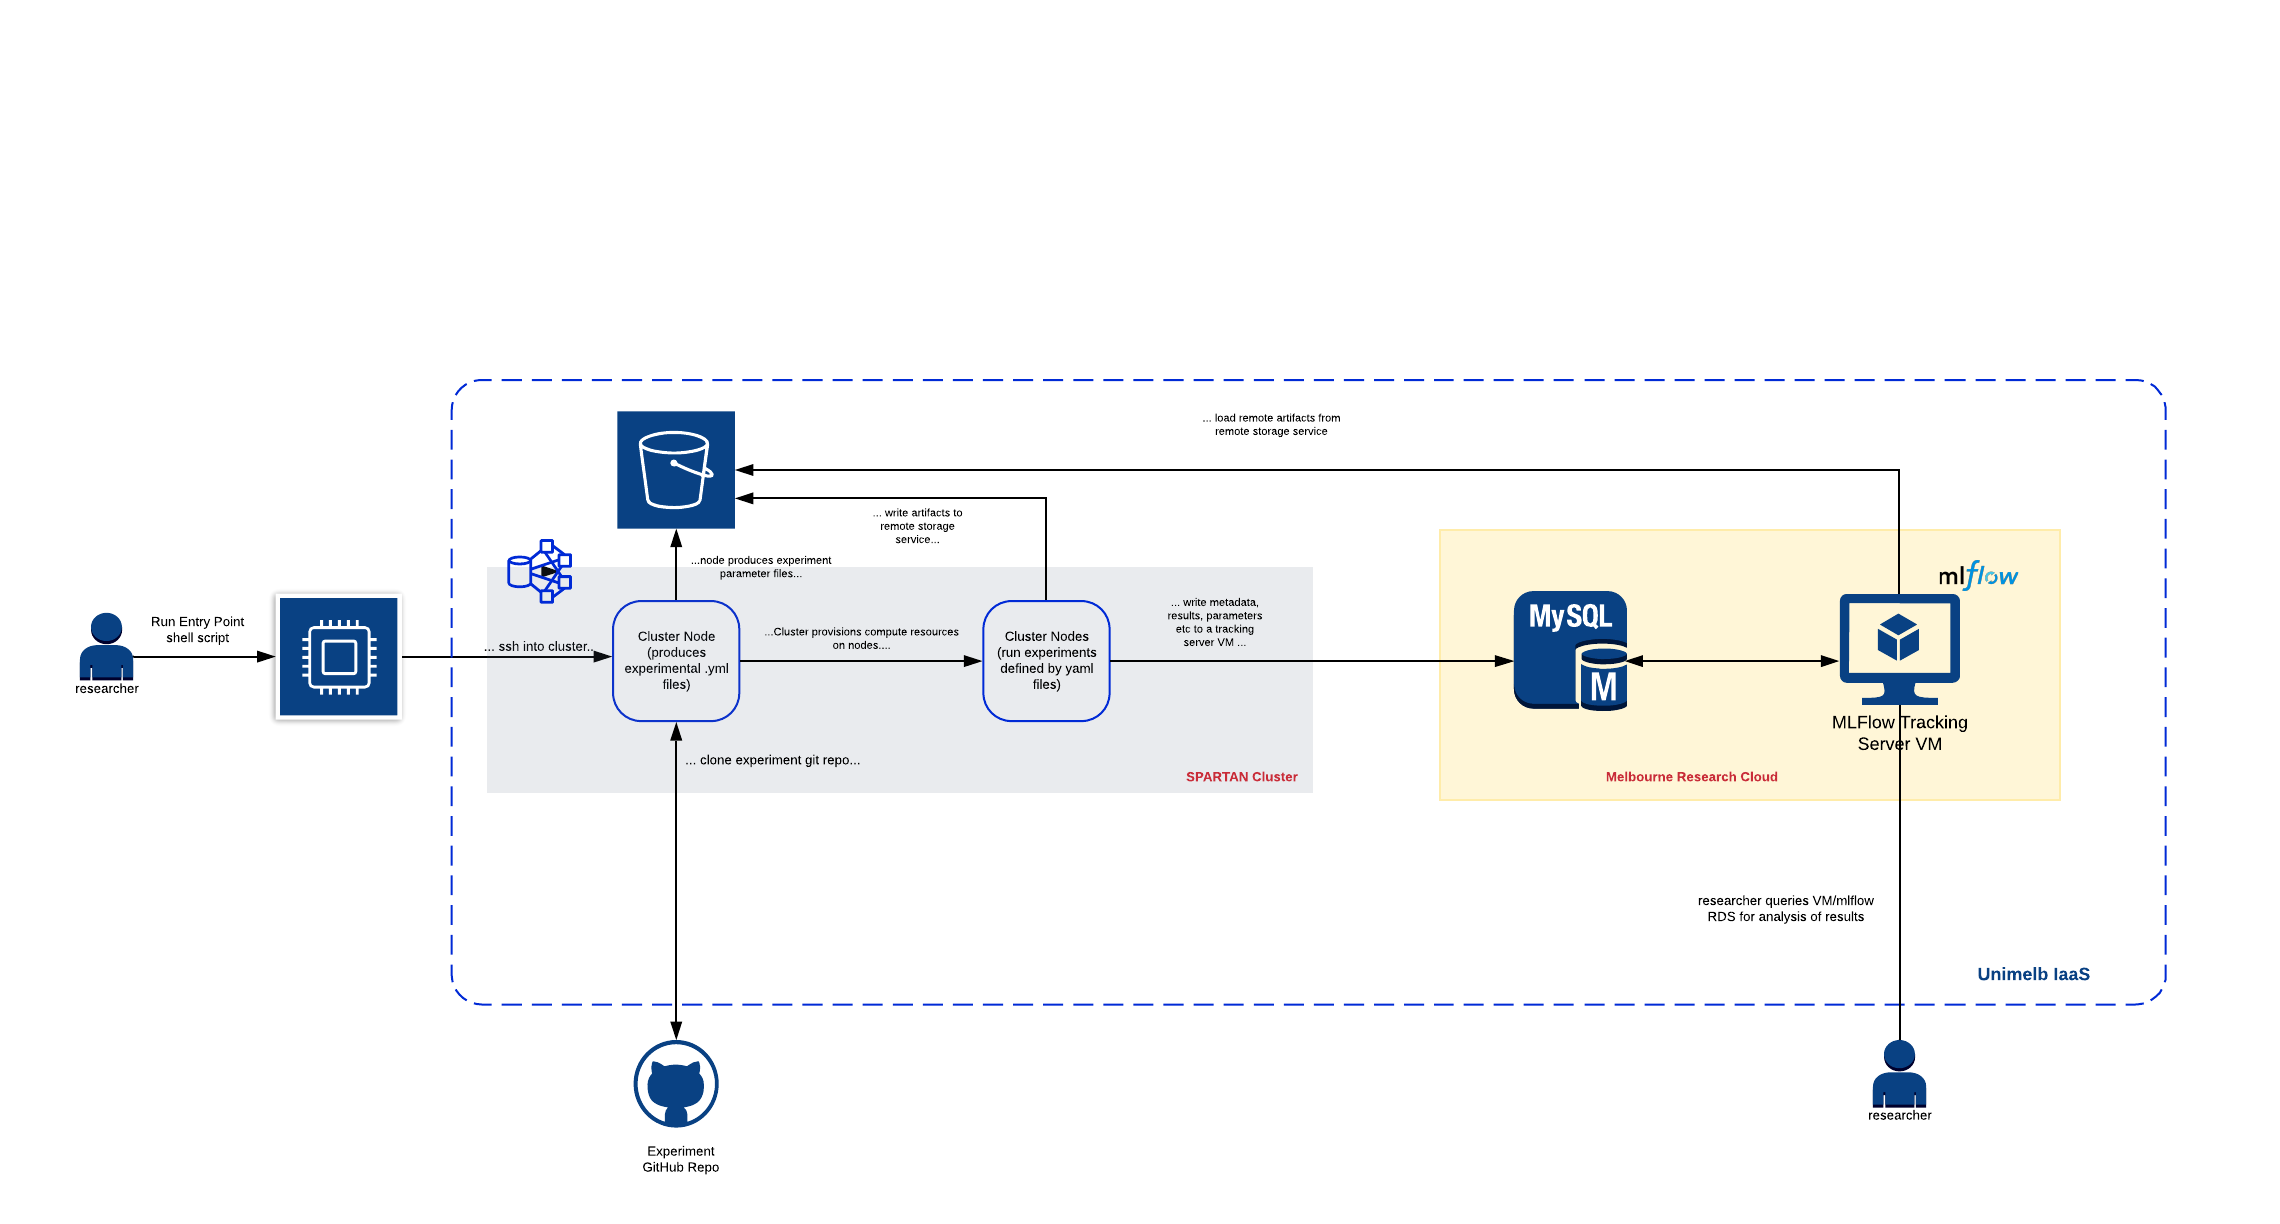 ... load remote artifacts from
remote storage service
... write artifacts to
remote storage
service...
...node produces experiment
parameter files...
Run Entry Point
shell script
researcher
... ssh into cluster..
Cluster Node
(produces
experimental .yml
files)
...Cluster provisions compute resources
on nodes....
Cluster Nodes
(run experiments
defined by yaml
files)
... write metadata,
results, parameters
etc to a tracking
server VM ...
MySQL
M
mlflow
MLFlow Tracking
Server VM
... clone experiment git repo...
SPARTAN Cluster
Melbourne Research Cloud
researcher queries VM/mlflow
RDS for analysis of results
Unimelb IaaS
Experiment
GitHub Repo
researcher